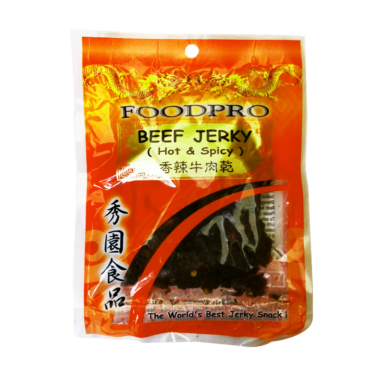 FOODPRO
BEEF JERKY
( Hot & Spicy )
香辣牛肉乾
秀園食品
The World's Best Jerky Snack